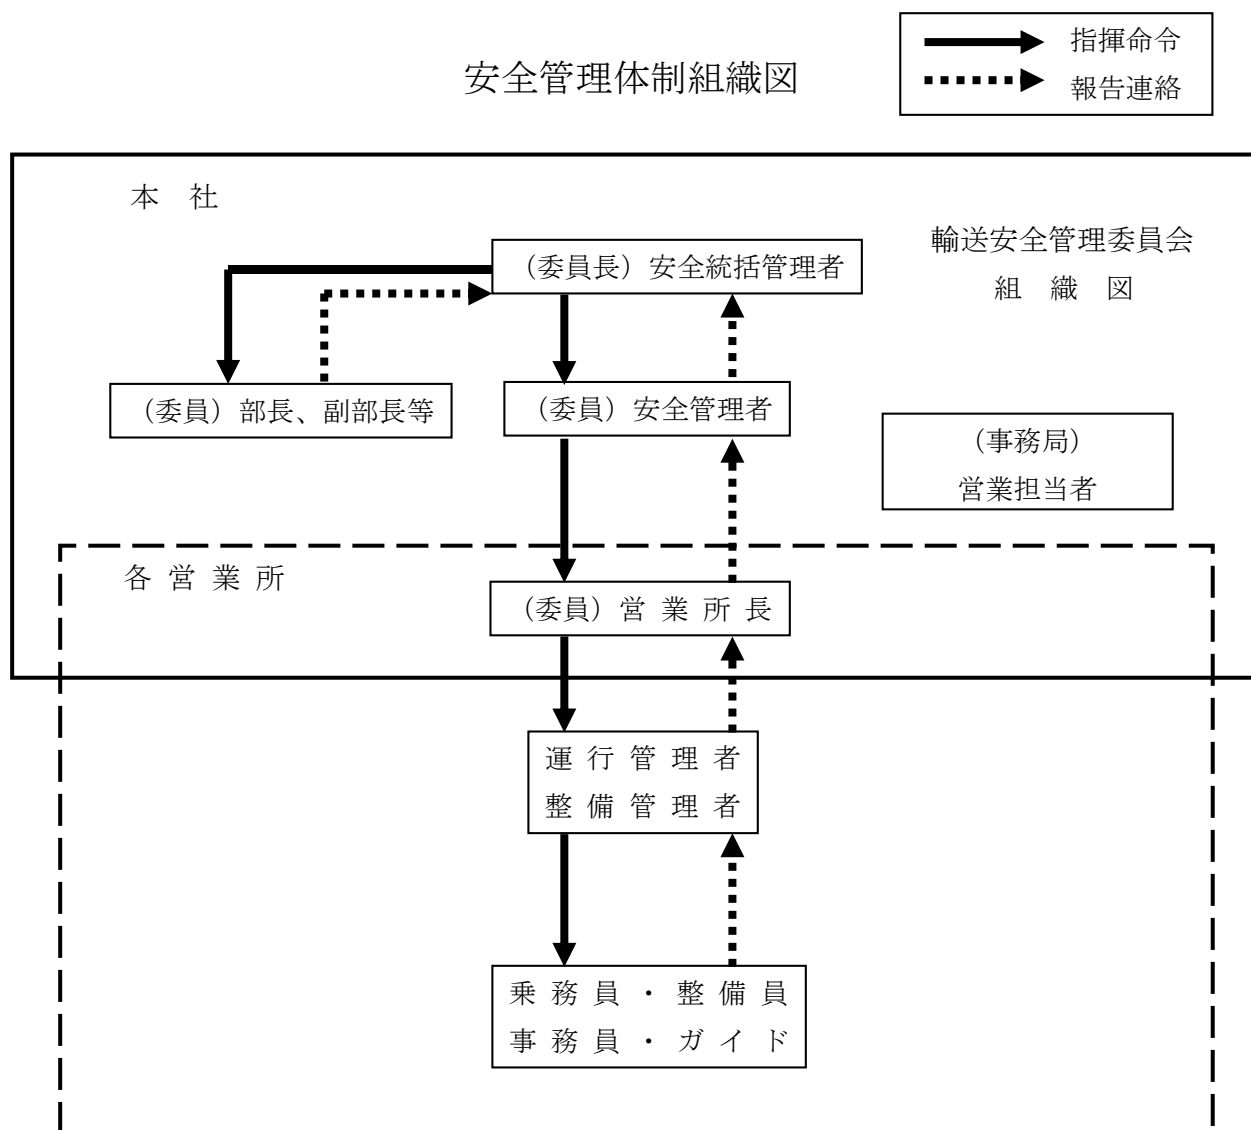 指揮命令
報告連絡
安全管理体制組織図
本　社
輸送安全管理委員会
組　織　図
（委員長）安全統括管理者
（委員）部長、副部長等
（委員）安全管理者
（事務局）
営業担当者
各 営 業 所
（委員）営 業 所 長
運 行 管 理 者
整 備 管 理 者
乗 務 員 ・ 整 備 員
事 務 員 ・ ガ イ ド